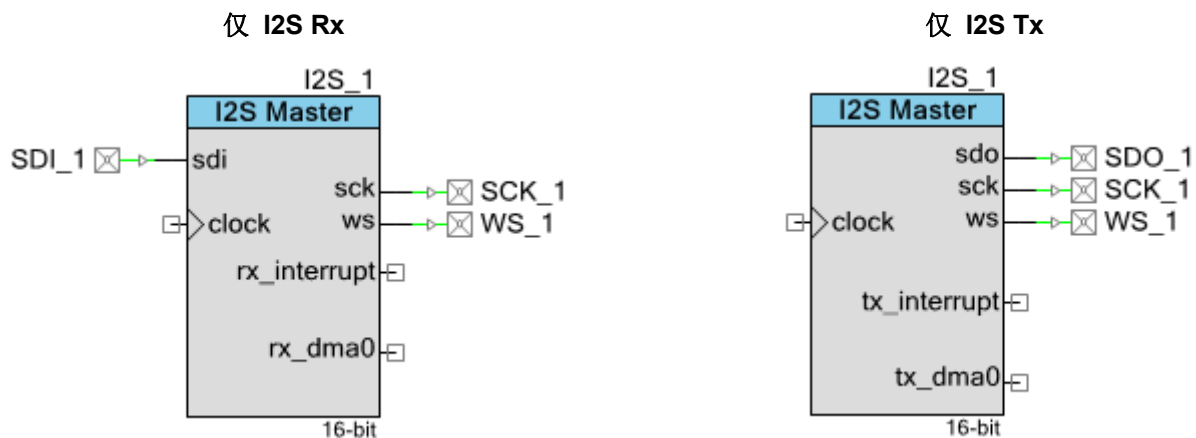 仅 I2S Rx
I2S_1
I2S Master
SDI_1
sdi
sck
SCK_1
clock
ws
WS_1
rx_interrupt
rx_dma0
16-bit
仅 I2S Tx
I2S_1
I2S Master
sdo
SDO_1
sck
SCK_1
clock
ws
WS_1
tx_interrupt
tx_dma0
16-bit